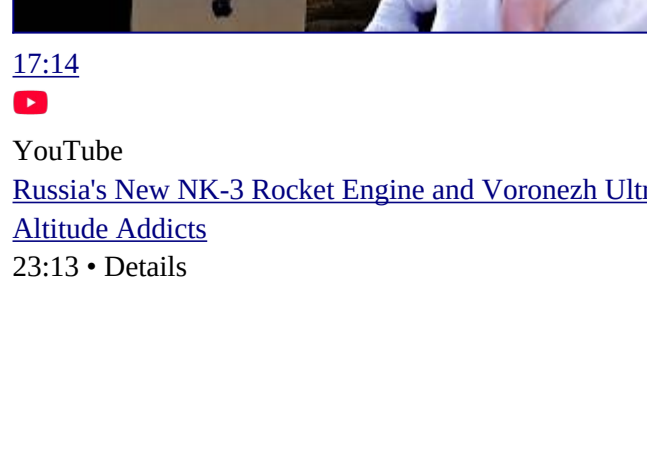 17:14
YouTube
Russia's New NK-3 Rocket Engine and Voronezh
Altitude Addicts
23:13 • Details